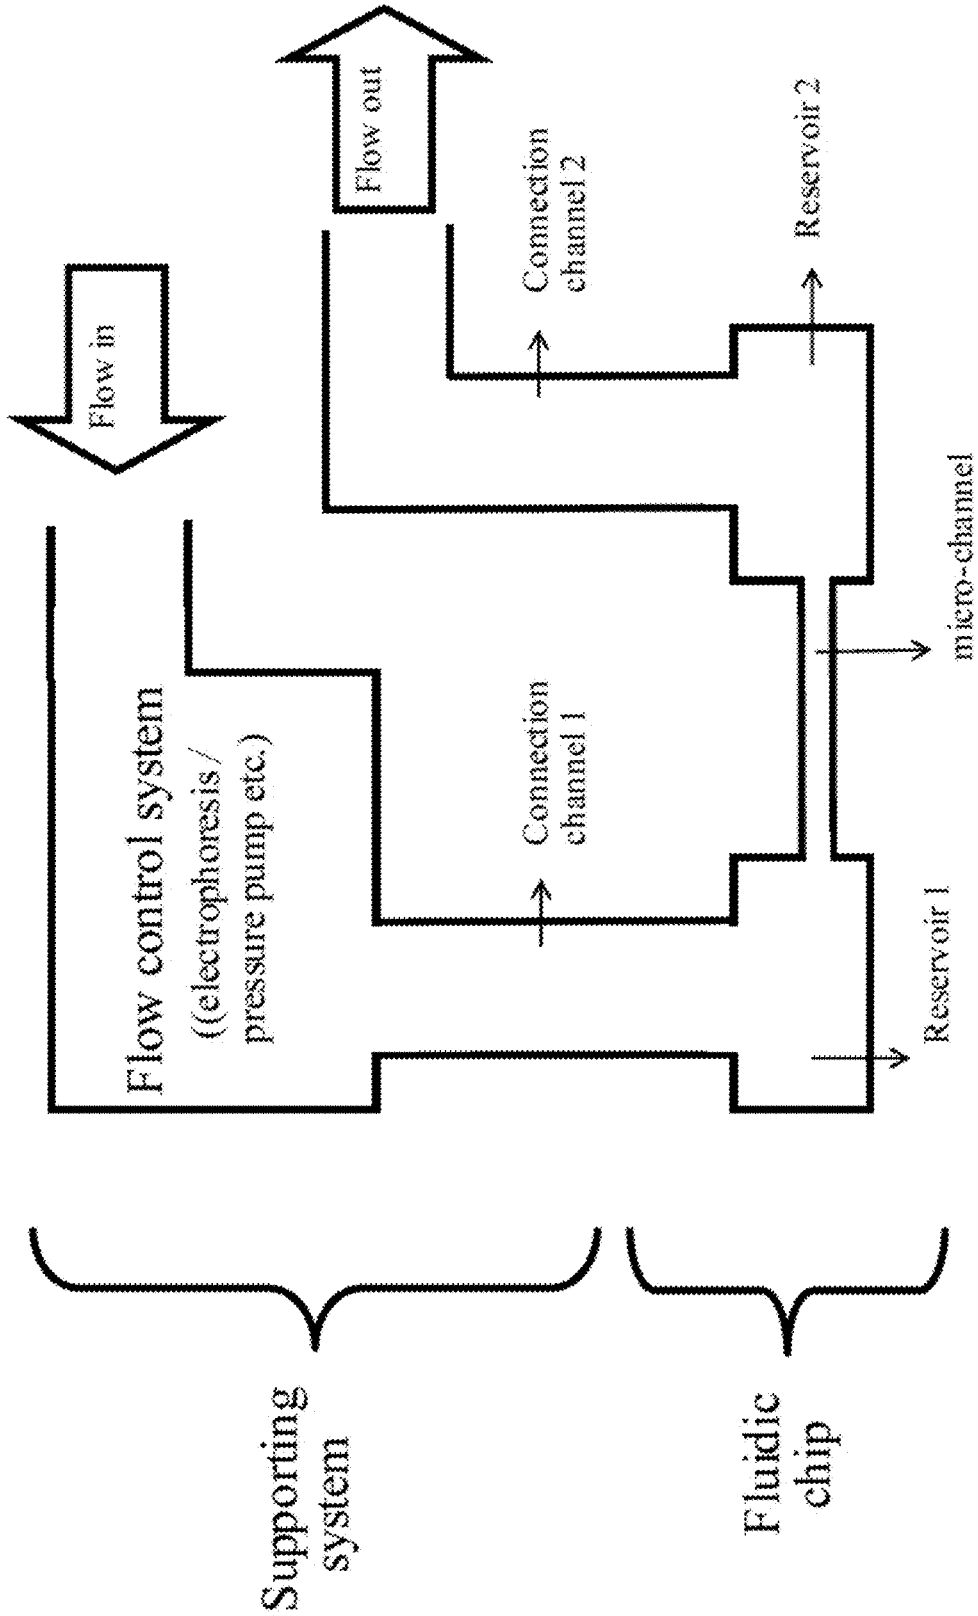 Supporting
system
Fluidic
chip
Flow control system
((electrophoresis /
pressure pump etc.)
Flow in
Flow out
Connection
channel 1
Connection
channel 2
Reservoir 1
micro-channel
Reservoir 2